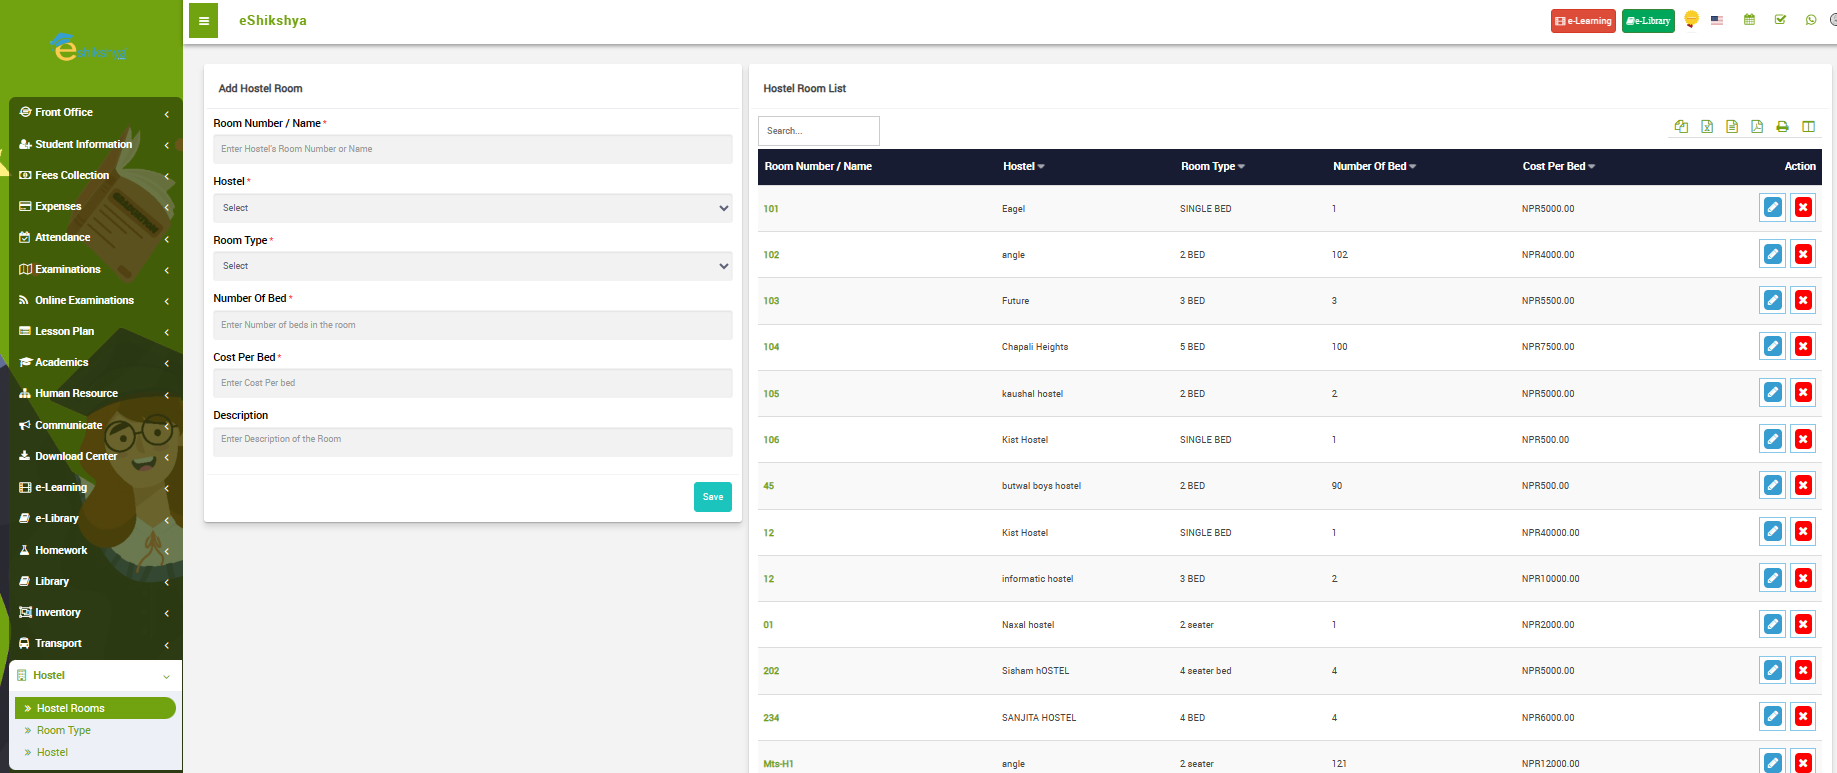 eshikshya
eShikshya
e-Learning
e-Library
Front Office
Student Information
Fees Collection
Expenses
Attendance
Examinations
Online Examinations
Lesson Plan
Academics
Human Resource
Communicate
Download Center
e-Learning
e-Library
Homework
Library
Inventory
Transport
Hostel
Hostel Rooms
Room Type
Hostel
Add Hostel Room
Room Number / Name *
Enter Hostel's Room Number or Name
Hostel *
Select
Room Type *
Select
Number Of Bed *
Enter Number of beds in the room
Cost Per Bed *
Enter Cost Per bed
Description
Enter Description of the Room
Save
Hostel Room List
Search...
Room Number / Name Hostel Room Type Number Of Bed Cost Per Bed Action
101 Eagel SINGLE BED 1 NPR5000.00
102 angle 2 BED 102 NPR4000.00
103 Future 3 BED 3 NPR5500.00
104 Chapali Heights 5 BED 100 NPR7500.00
105 kaushal hostel 2 BED 2 NPR5000.00
106 Kist Hostel SINGLE BED 1 NPR500.00
45 butwal boys hostel 2 BED 90 NPR500.00
12 Kist Hostel SINGLE BED 1 NPR40000.00
12 informatic hostel 3 BED 2 NPR10000.00
01 Naxal hostel 2 seater 1 NPR2000.00
202 Sisham hOSTEL 4 seater bed 4 NPR5000.00
234 SANJITA HOSTEL 4 BED 4 NPR6000.00
Mts-H1 angle 2 seater 121 NPR12000.00